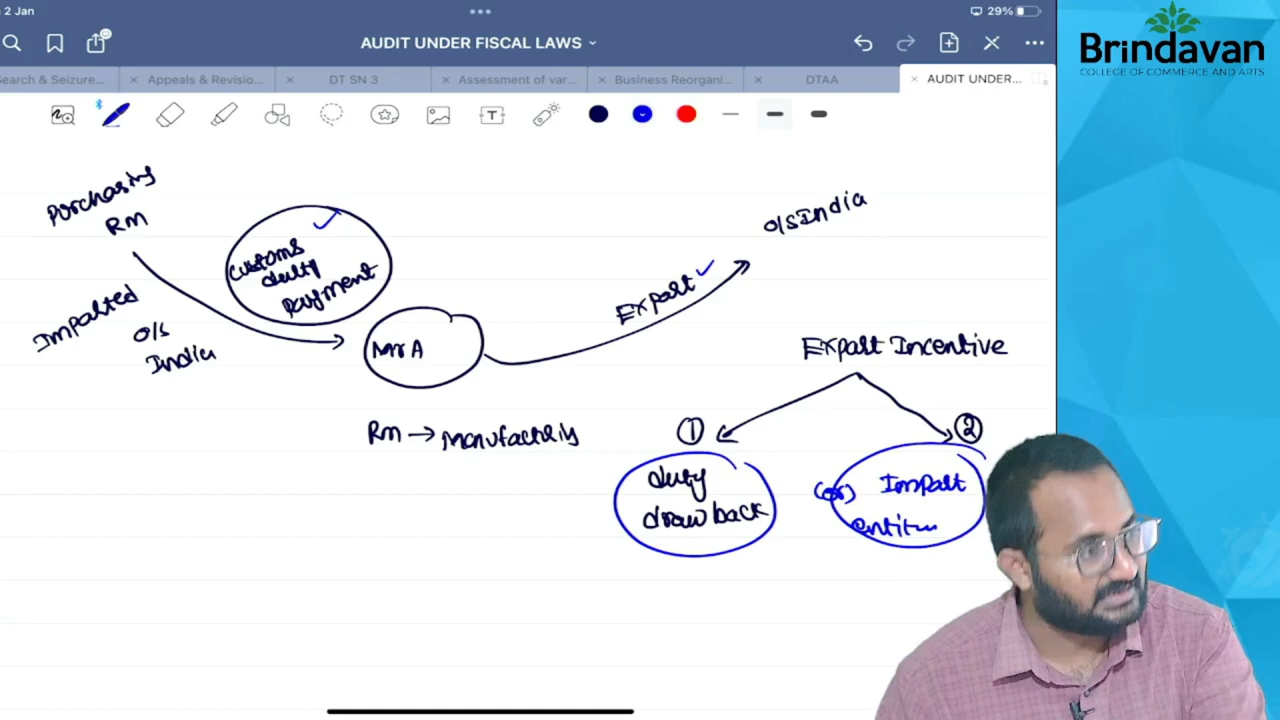 2 Jan
29%
AUDIT UNDER FISCAL LAWS
Brindavan
COLLEGE OF COMMERCE AND ARTS
earch & Seizure...
Appeals & Revisio...
DT SN 3
Assessment of var...
Business Reorgani...
DTAA
AUDIT UNDER...
T
Purchasing
RM
Customs
duty
payment
Imported
O/s
India
Mr A
Export
O/s India
RM → Manufacturing
Export Incentive
①
②
duty
draw back
(or) Import